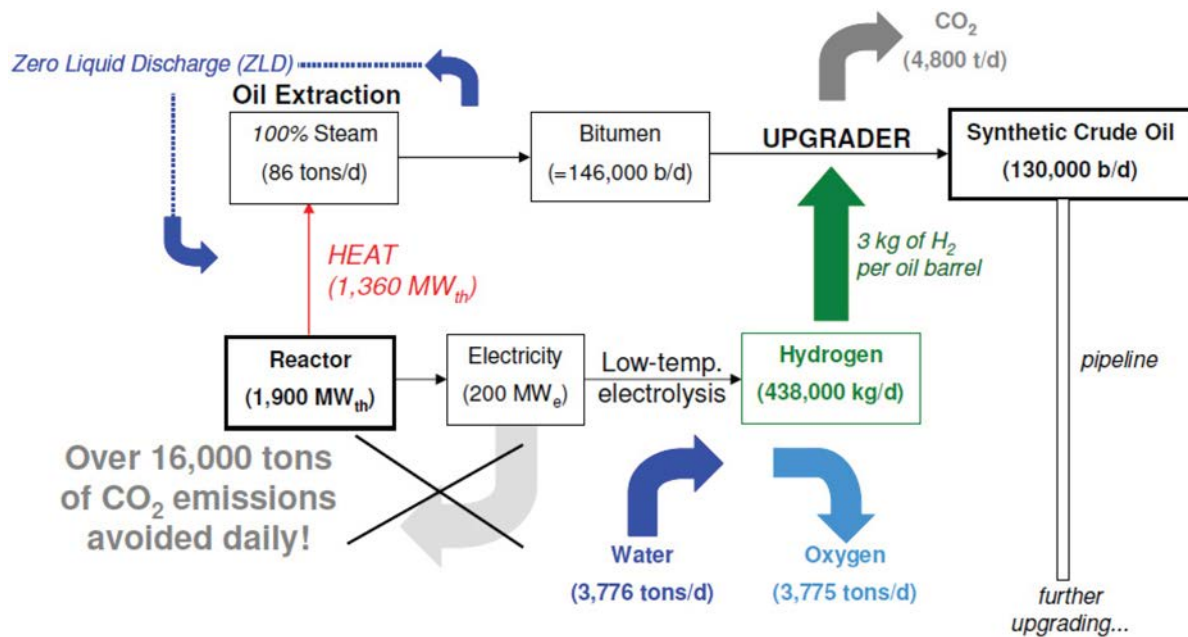 CO₂
(4,800 t/d)
Zero Liquid Discharge (ZLD)
Oil Extraction
100% Steam
(86 tons/d)
Bitumen
(=146,000 b/d)
UPGRADER
Synthetic Crude Oil
(130,000 b/d)
HEAT
(1,360 MWth)
3 kg of H₂
per oil barrel
Reactor
(1,900 MWth)
Electricity
(200 MWe)
Low-temp.
electrolysis
Hydrogen
(438,000 kg/d)
pipeline
Over 16,000 tons
of CO₂ emissions
avoided daily!
Water
(3,776 tons/d)
Oxygen
(3,775 tons/d)
further
upgrading...